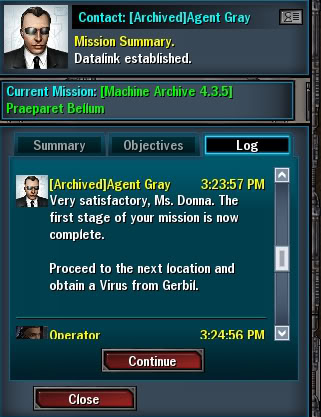 Contact: [Archived]Agent Gray
Mission Summary.
Datalink established.
Current Mission: [Machine Archive 4.3.5]
Praeparet Bellum
Summary Objectives Log
[Archived]Agent Gray 3:23:57 PM
Very satisfactory, Ms. Donna. The
first stage of your mission is now
complete.
Proceed to the next location and
obtain a Virus from Gerbil.
Operator 3:24:56 PM
Continue
Close